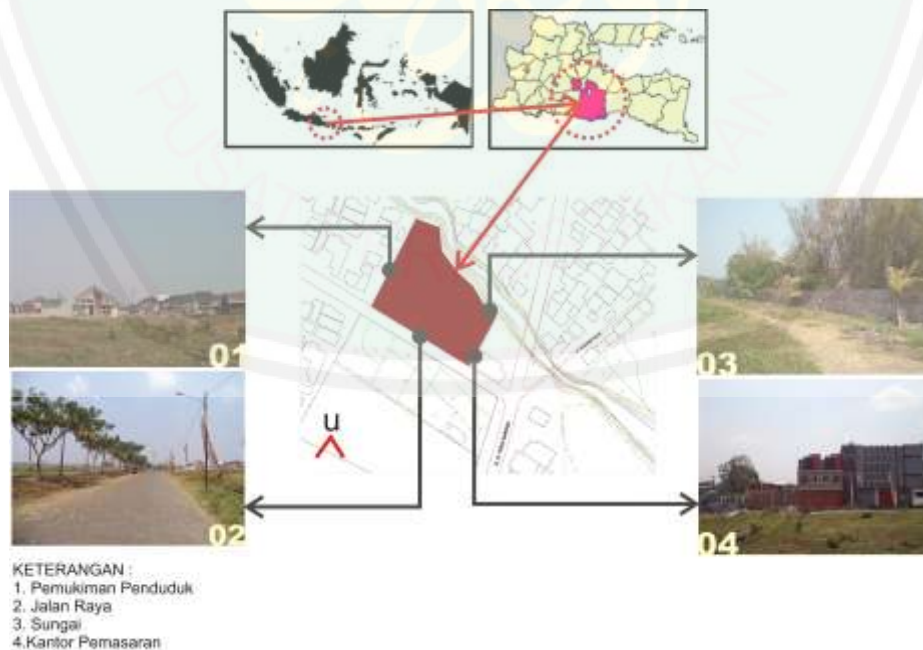 01
03
u
02
04
KETERANGAN :
1. Pemukiman Penduduk
2. Jalan Raya
3. Sungai
4.Kantor Pemasaran